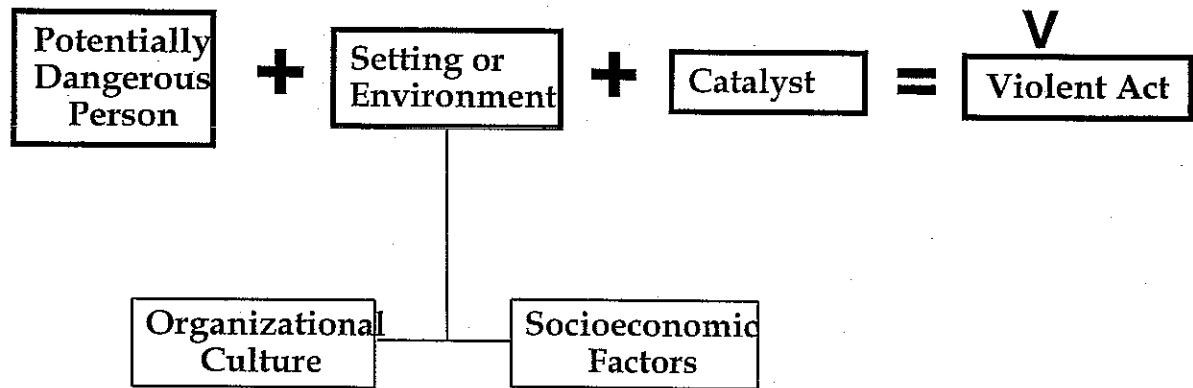 V
Potentially
Dangerous
Person
+
Setting or
Environment
+
Catalyst
=
Violent Act
Organizational
Culture
Socioeconomic
Factors